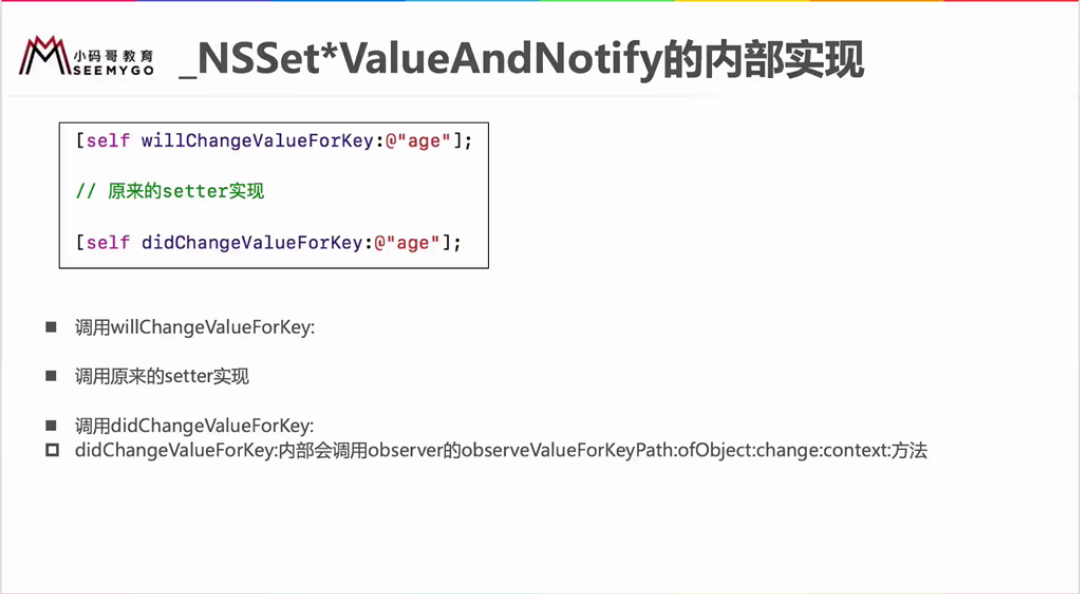 小码哥教育
SEEMYGO
_NSSet*ValueAndNotify的内部实现
[self willChangeValueForKey:@"age"];
// 原来的setter实现
[self didChangeValueForKey:@"age"];
调用willChangeValueForKey:
调用原来的setter实现
调用didChangeValueForKey:
didChangeValueForKey:内部会调用observer的observeValueForKeyPath:ofObject:change:context:方法